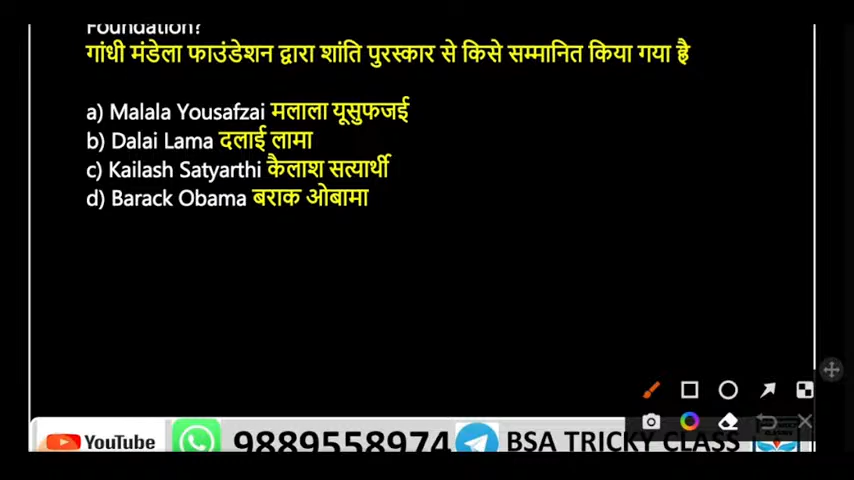 Foundation?
गांधी मंडेला फाउंडेशन द्वारा शांति पुरस्कार से किसे सम्मानित किया गया है
a) Malala Yousafzai मलाला यूसुफजई
b) Dalai Lama दलाई लामा
c) Kailash Satyarthi कैलाश सत्यार्थी
d) Barack Obama बराक ओबामा
YouTube 9889558974 BSA TRICKY CLASS